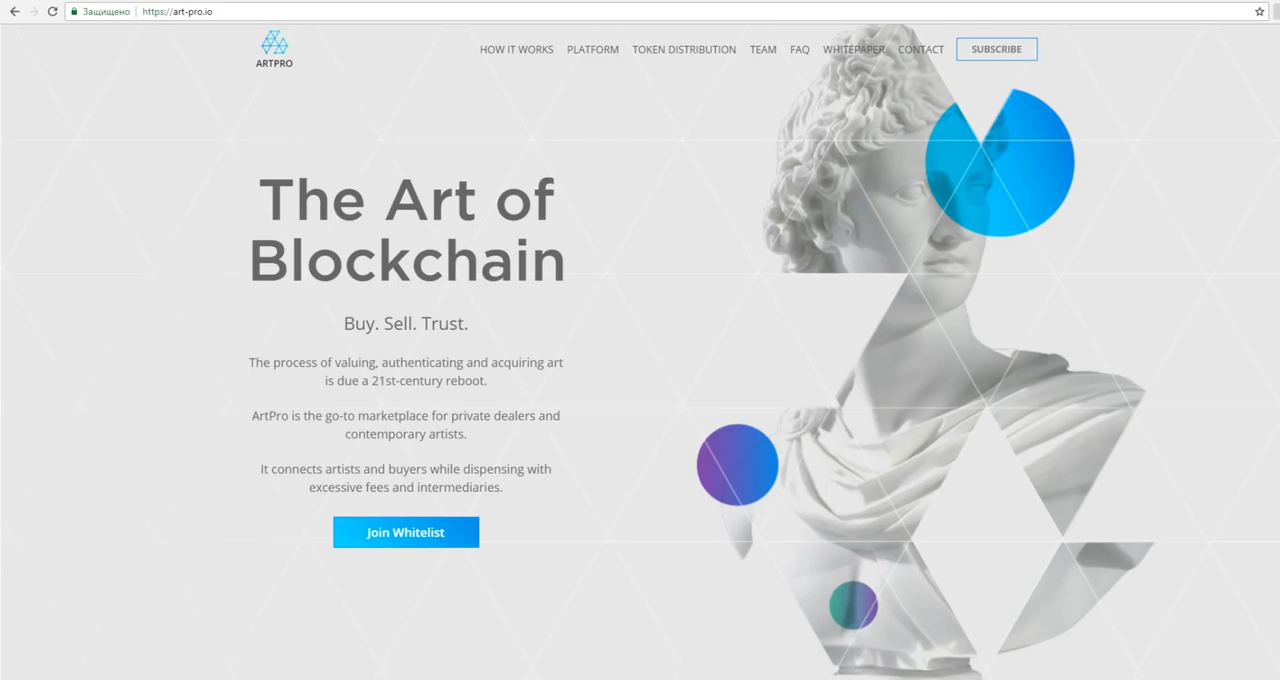 Защищено https://art-pro.io
ARTPRO
HOW IT WORKS PLATFORM TOKEN DISTRIBUTION TEAM FAQ WHITEPAPER CONTACT SUBSCRIBE
The Art of
Blockchain
Buy. Sell. Trust.
The process of valuing, authenticating and acquiring art
is due a 21st-century reboot.
ArtPro is the go-to marketplace for private dealers and
contemporary artists.
It connects artists and buyers while dispensing with
excessive fees and intermediaries.
Join Whitelist